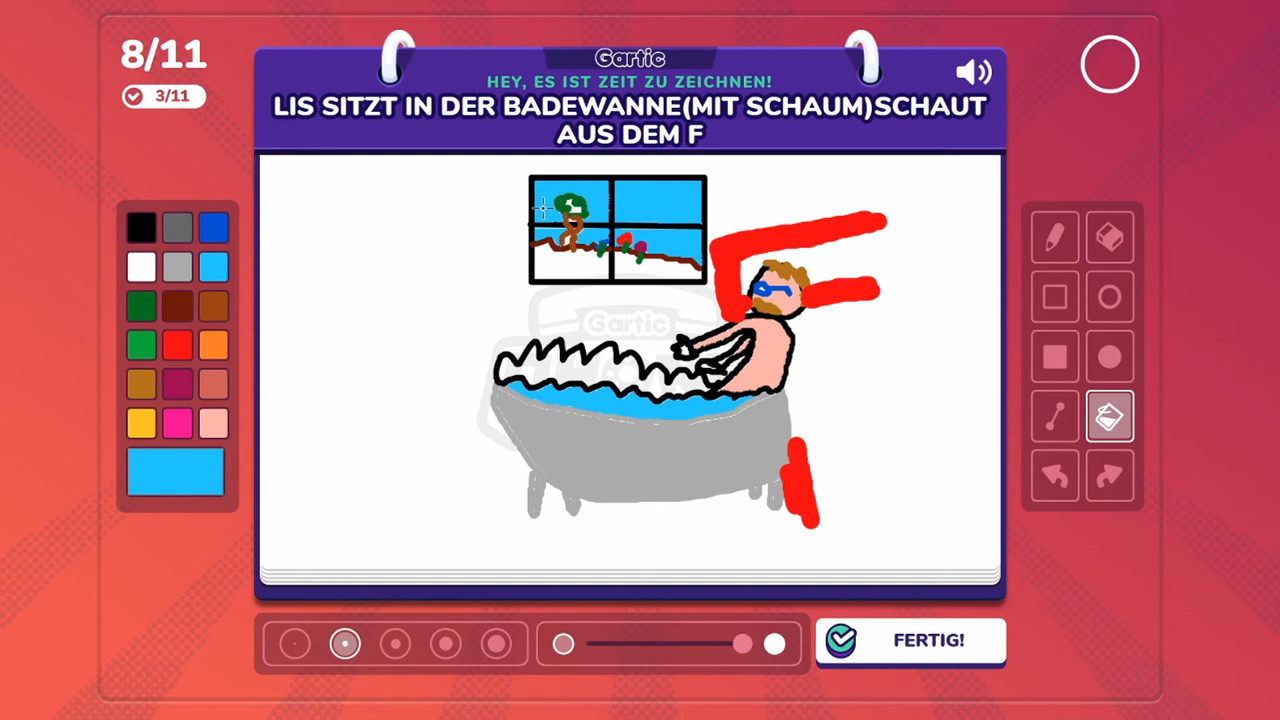 8/11
3/11
Gartic
HEY, ES IST ZEIT ZU ZEICHNEN!
LIS SITZT IN DER BADEWANNE(MIT SCHAUM)SCHAUT
AUS DEM F
Gartic
FERTIG!